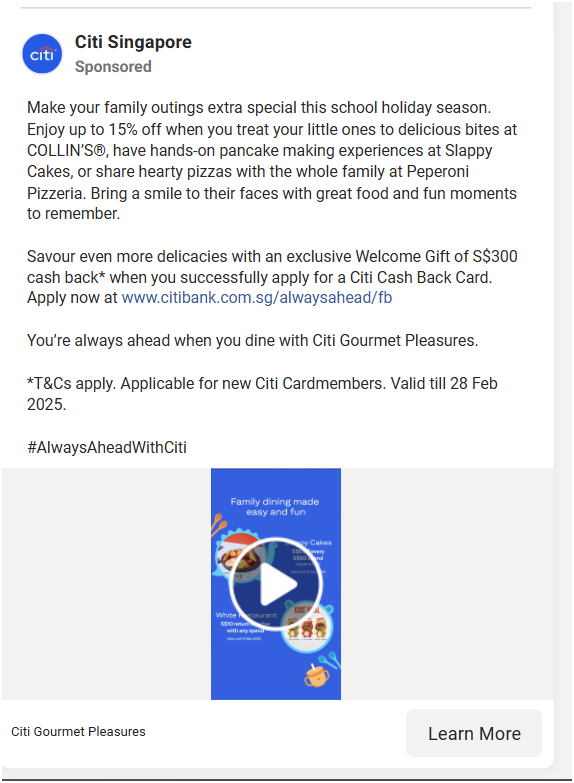 citi
Citi Singapore
Sponsored
Make your family outings extra special this school holiday season.
Enjoy up to 15% off when you treat your little ones to delicious bites at
COLLIN'S®, have hands-on pancake making experiences at Slappy
Cakes, or share hearty pizzas with the whole family at Peperoni
Pizzeria. Bring a smile to their faces with great food and fun moments
to remember.
Savour even more delicacies with an exclusive Welcome Gift of S$300
cash back* when you successfully apply for a Citi Cash Back Card.
Apply now at www.citibank.com.sg/alwaysahead/fb
You're always ahead when you dine with Citi Gourmet Pleasures.
*T&Cs apply. Applicable for new Citi Cardmembers. Valid till 28 Feb
2025.
#AlwaysAheadWithCiti
Family dining made
easy and fun
Cakes
White
S$10 return
with any spend
Citi Gourmet Pleasures
Learn More